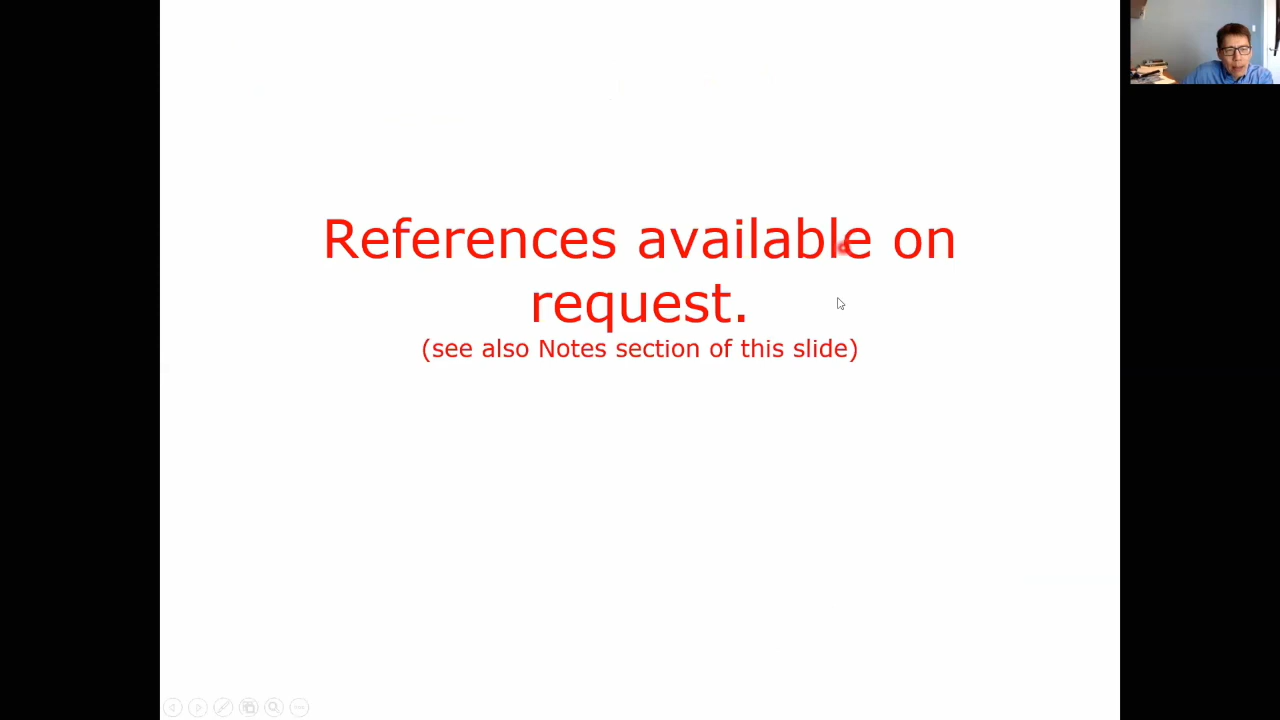 References available on
request.
(see also Notes section of this slide)